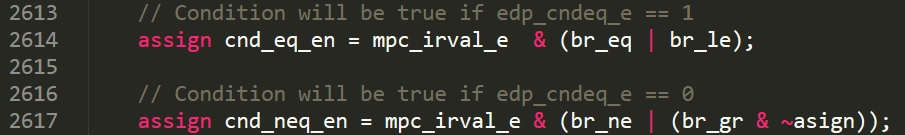 2613 // Condition will be true if edp_cndeq_e == 1
2614 assign cnd_eq_en = mpc_irval_e & (br_eq | br_le);
2615
2616 // Condition will be true if edp_cndeq_e == 0
2617 assign cnd_neq_en = mpc_irval_e & (br_ne | (br_gr & ~asign));